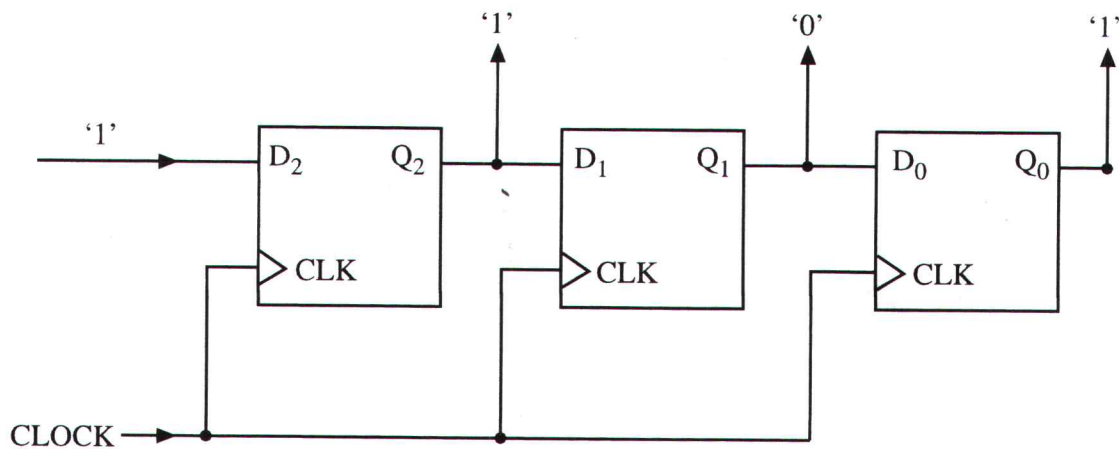 ‘1’ ‘0’ ‘1’
‘1’
D₂ Q₂ D₁ Q₁ D₀ Q₀
CLK CLK CLK
CLOCK